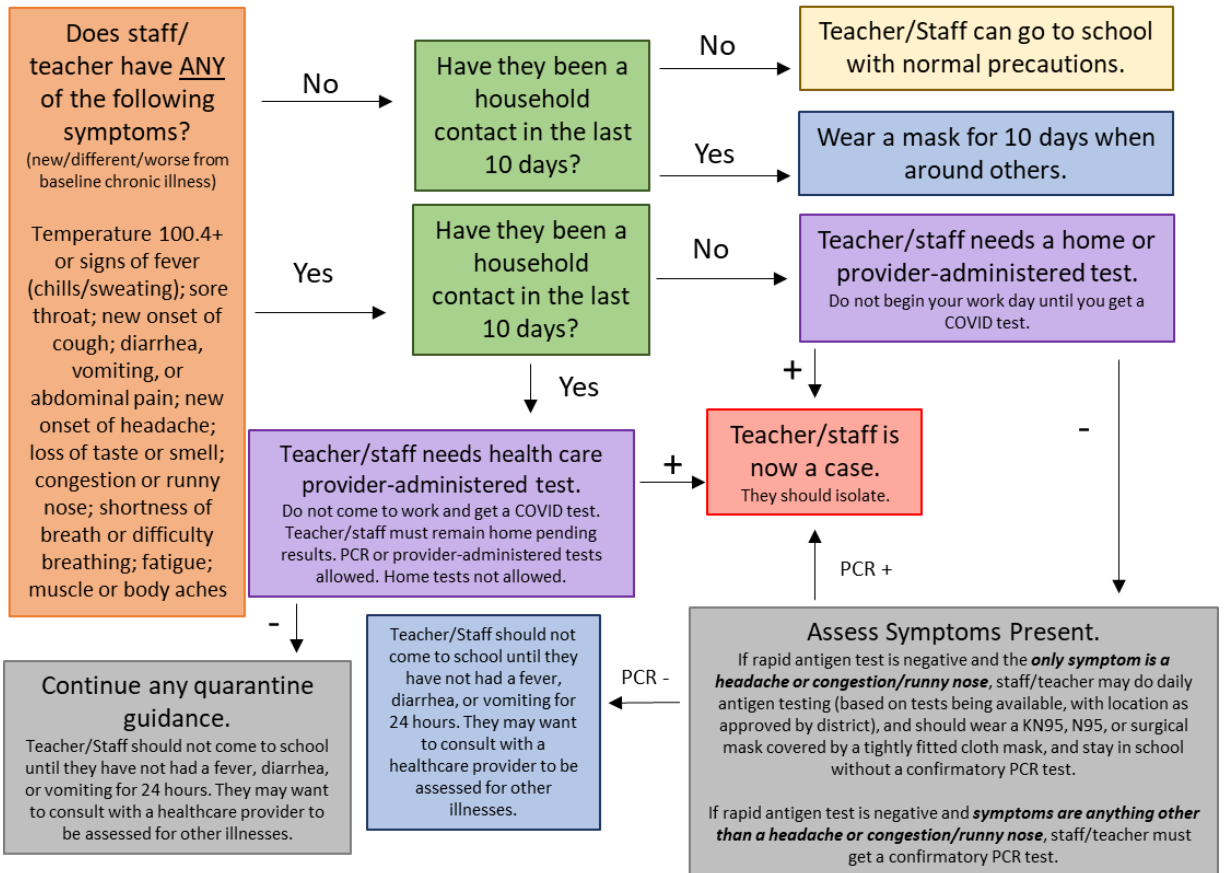 Does staff/
teacher have ANY
of the following
symptoms?
(new/different/worse from
baseline chronic illness)
Temperature 100.4+
or signs of fever
(chills/sweating); sore
throat; new onset of
cough; diarrhea,
vomiting, or
abdominal pain; new
onset of headache;
loss of taste or smell;
congestion or runny
nose; shortness of
breath or difficulty
breathing; fatigue;
muscle or body aches
No
Have they been a
household
contact in the last
10 days?
No
Teacher/Staff can go to school
with normal precautions.
Yes
Wear a mask for 10 days when
around others.
Yes
Have they been a
household
contact in the last
10 days?
No
Teacher/staff needs a home or
provider-administered test.
Do not begin your work day until you get a
COVID test.
Yes
+
-
Teacher/staff needs health care
provider-administered test.
Do not come to work and get a COVID test.
Teacher/staff must remain home pending
results. PCR or provider-administered tests
allowed. Home tests not allowed.
+
Teacher/staff is
now a case.
They should isolate.
PCR +
-
Continue any quarantine
guidance.
Teacher/Staff should not come to school
until they have not had a fever, diarrhea,
or vomiting for 24 hours. They may want
to consult with a healthcare provider to
be assessed for other illnesses.
Teacher/Staff should not
come to school until they
have not had a fever,
diarrhea, or vomiting for
24 hours. They may want
to consult with a
healthcare provider to be
assessed for other
illnesses.
PCR -
Assess Symptoms Present.
If rapid antigen test is negative and the only symptom is a
headache or congestion/runny nose, staff/teacher may do daily
antigen testing (based on tests being available, with location as
approved by district), and should wear a KN95, N95, or surgical
mask covered by a tightly fitted cloth mask, and stay in school
without a confirmatory PCR test.
If rapid antigen test is negative and symptoms are anything other
than a headache or congestion/runny nose, staff/teacher must
get a confirmatory PCR test.